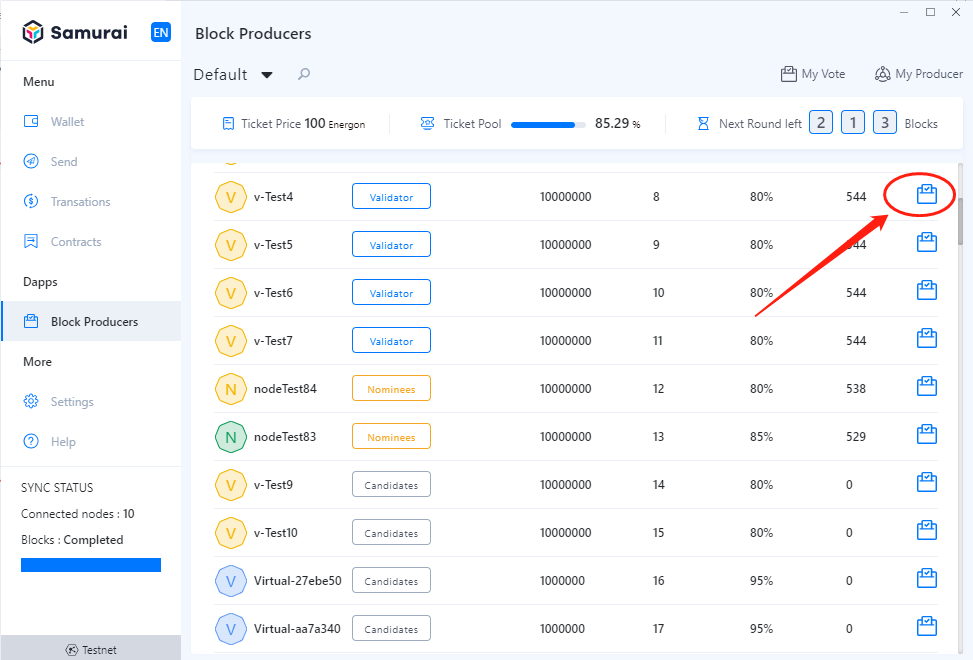 Samurai EN
Block Producers
Menu
Wallet
Send
Transations
Contracts
Dapps
Block Producers
More
Settings
Help
SYNC STATUS
Connected nodes : 10
Blocks : Completed
Testnet
Default My Vote My Producer
Ticket Price 100 Energon Ticket Pool 85.29 % Next Round left 2 1 3 Blocks
V v-Test4 Validator 10000000 8 80% 544
V v-Test5 Validator 10000000 9 80% 544
V v-Test6 Validator 10000000 10 80% 544
V v-Test7 Validator 10000000 11 80% 544
N nodeTest84 Nominees 10000000 12 80% 538
N nodeTest83 Nominees 10000000 13 85% 529
V v-Test9 Candidates 10000000 14 80% 0
V v-Test10 Candidates 10000000 15 80% 0
V Virtual-27ebe50 Candidates 1000000 16 95% 0
V Virtual-aa7a340 Candidates 1000000 17 95% 0